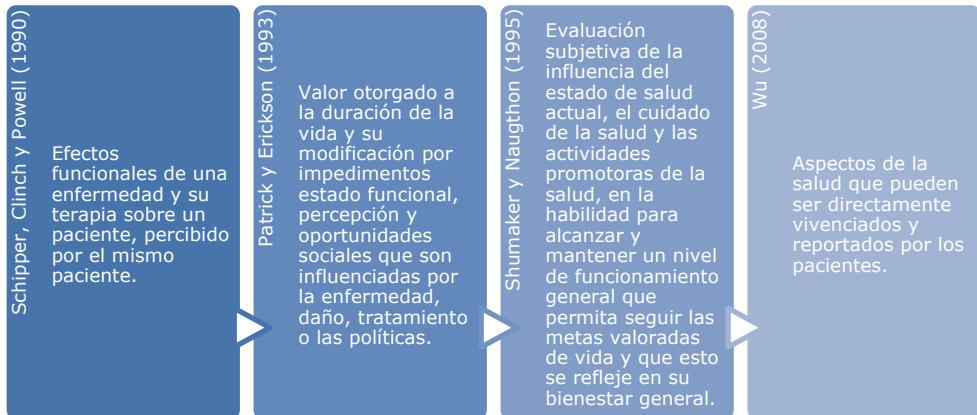 Schipper, Clinch y Powell (1990)
Efectos
funcionales de una
enfermedad y su
terapia sobre un
paciente, percibido
por el mismo
paciente.
Patrick y Erickson (1993)
Valor otorgado a
la duración de la
vida y su
modificación por
impedimentos
estado funcional,
percepción y
oportunidades
sociales que son
influenciadas por
la enfermedad,
daño, tratamiento
o las políticas.
Shumaker y Naugthon (1995)
Evaluación
subjetiva de la
influencia del
estado de salud
actual, el cuidado
de la salud y las
actividades
promotoras de la
salud, en la
habilidad para
alcanzar y
mantener un nivel
de funcionamiento
general que
permita seguir las
metas valoradas
de vida y que esto
se refleje en su
bienestar general.
Wu (2008)
Aspectos de la
salud que pueden
ser directamente
vivenciados y
reportados por los
pacientes.